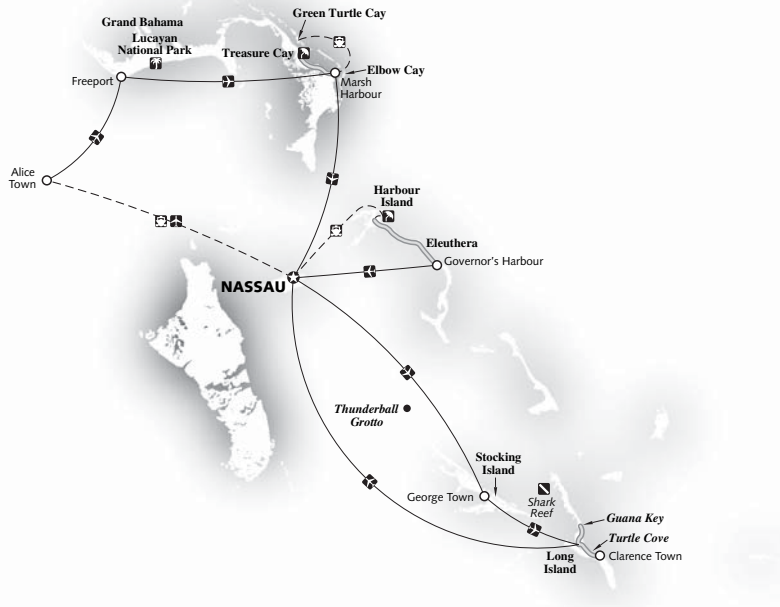 Green Turtle Cay
Grand Bahama
Lucayan
National Park
Treasure Cay
Elbow Cay
Freeport
Marsh
Harbour
Alice
Town
Harbour
Island
Eleuthera
Governor's Harbour
NASSAU
Thunderball
Grotto
Stocking
Island
George Town
Shark
Reef
Guana Key
Turtle Cove
Long
Island
Clarence Town